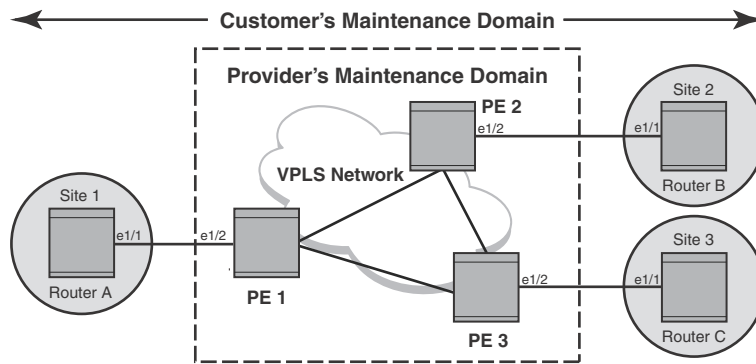 Customer's Maintenance Domain
Provider's Maintenance Domain
PE 2
Site 2
e1/2
e1/1
Router B
VPLS Network
Site 1
e1/1
e1/2
Router A
PE 1
Site 3
e1/2
e1/1
Router C
PE 3